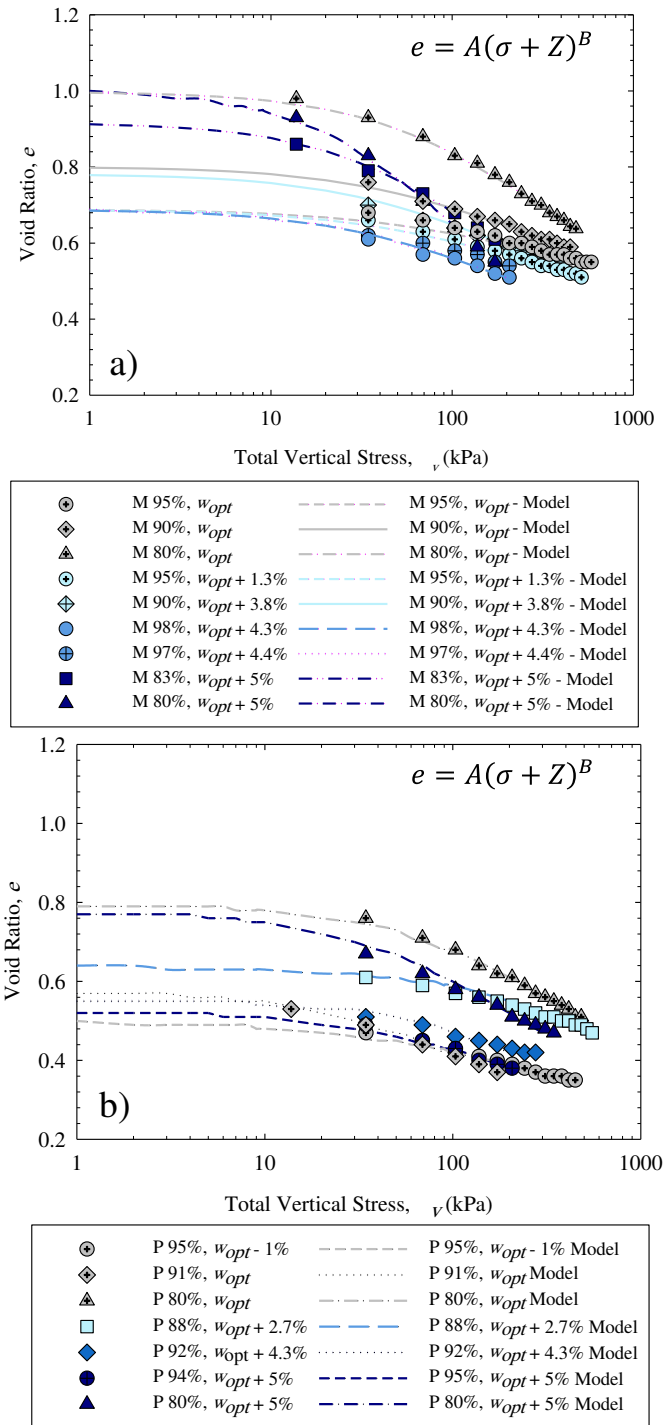 e = A(σ + Z)^B
1.2
1.0
0.8
0.6
0.4
0.2
Void Ratio, e
a)
1 10 100 1000
Total Vertical Stress, v (kPa)
M 95%, wopt M 95%, wopt - Model
M 90%, wopt M 90%, wopt - Model
M 80%, wopt M 80%, wopt - Model
M 95%, wopt + 1.3% M 95%, wopt + 1.3% - Model
M 90%, wopt + 3.8% M 90%, wopt + 3.8% - Model
M 98%, wopt + 4.3% M 98%, wopt + 4.3% - Model
M 97%, wopt + 4.4% M 97%, wopt + 4.4% - Model
M 83%, wopt + 5% M 83%, wopt + 5% - Model
M 80%, wopt + 5% M 80%, wopt + 5% - Model
e = A(σ + Z)^B
1.2
1.0
0.8
0.6
0.4
0.2
Void Ratio, e
b)
1 10 100 1000
Total Vertical Stress, v (kPa)
P 95%, wopt - 1% P 95%, wopt - 1% Model
P 91%, wopt P 91%, wopt Model
P 80%, wopt P 80%, wopt Model
P 88%, wopt + 2.7% P 88%, wopt + 2.7% Model
P 92%, wopt + 4.3% P 92%, wopt + 4.3% Model
P 94%, wopt + 5% P 95%, wopt + 5% Model
P 80%, wopt + 5% P 80%, wopt + 5% Model